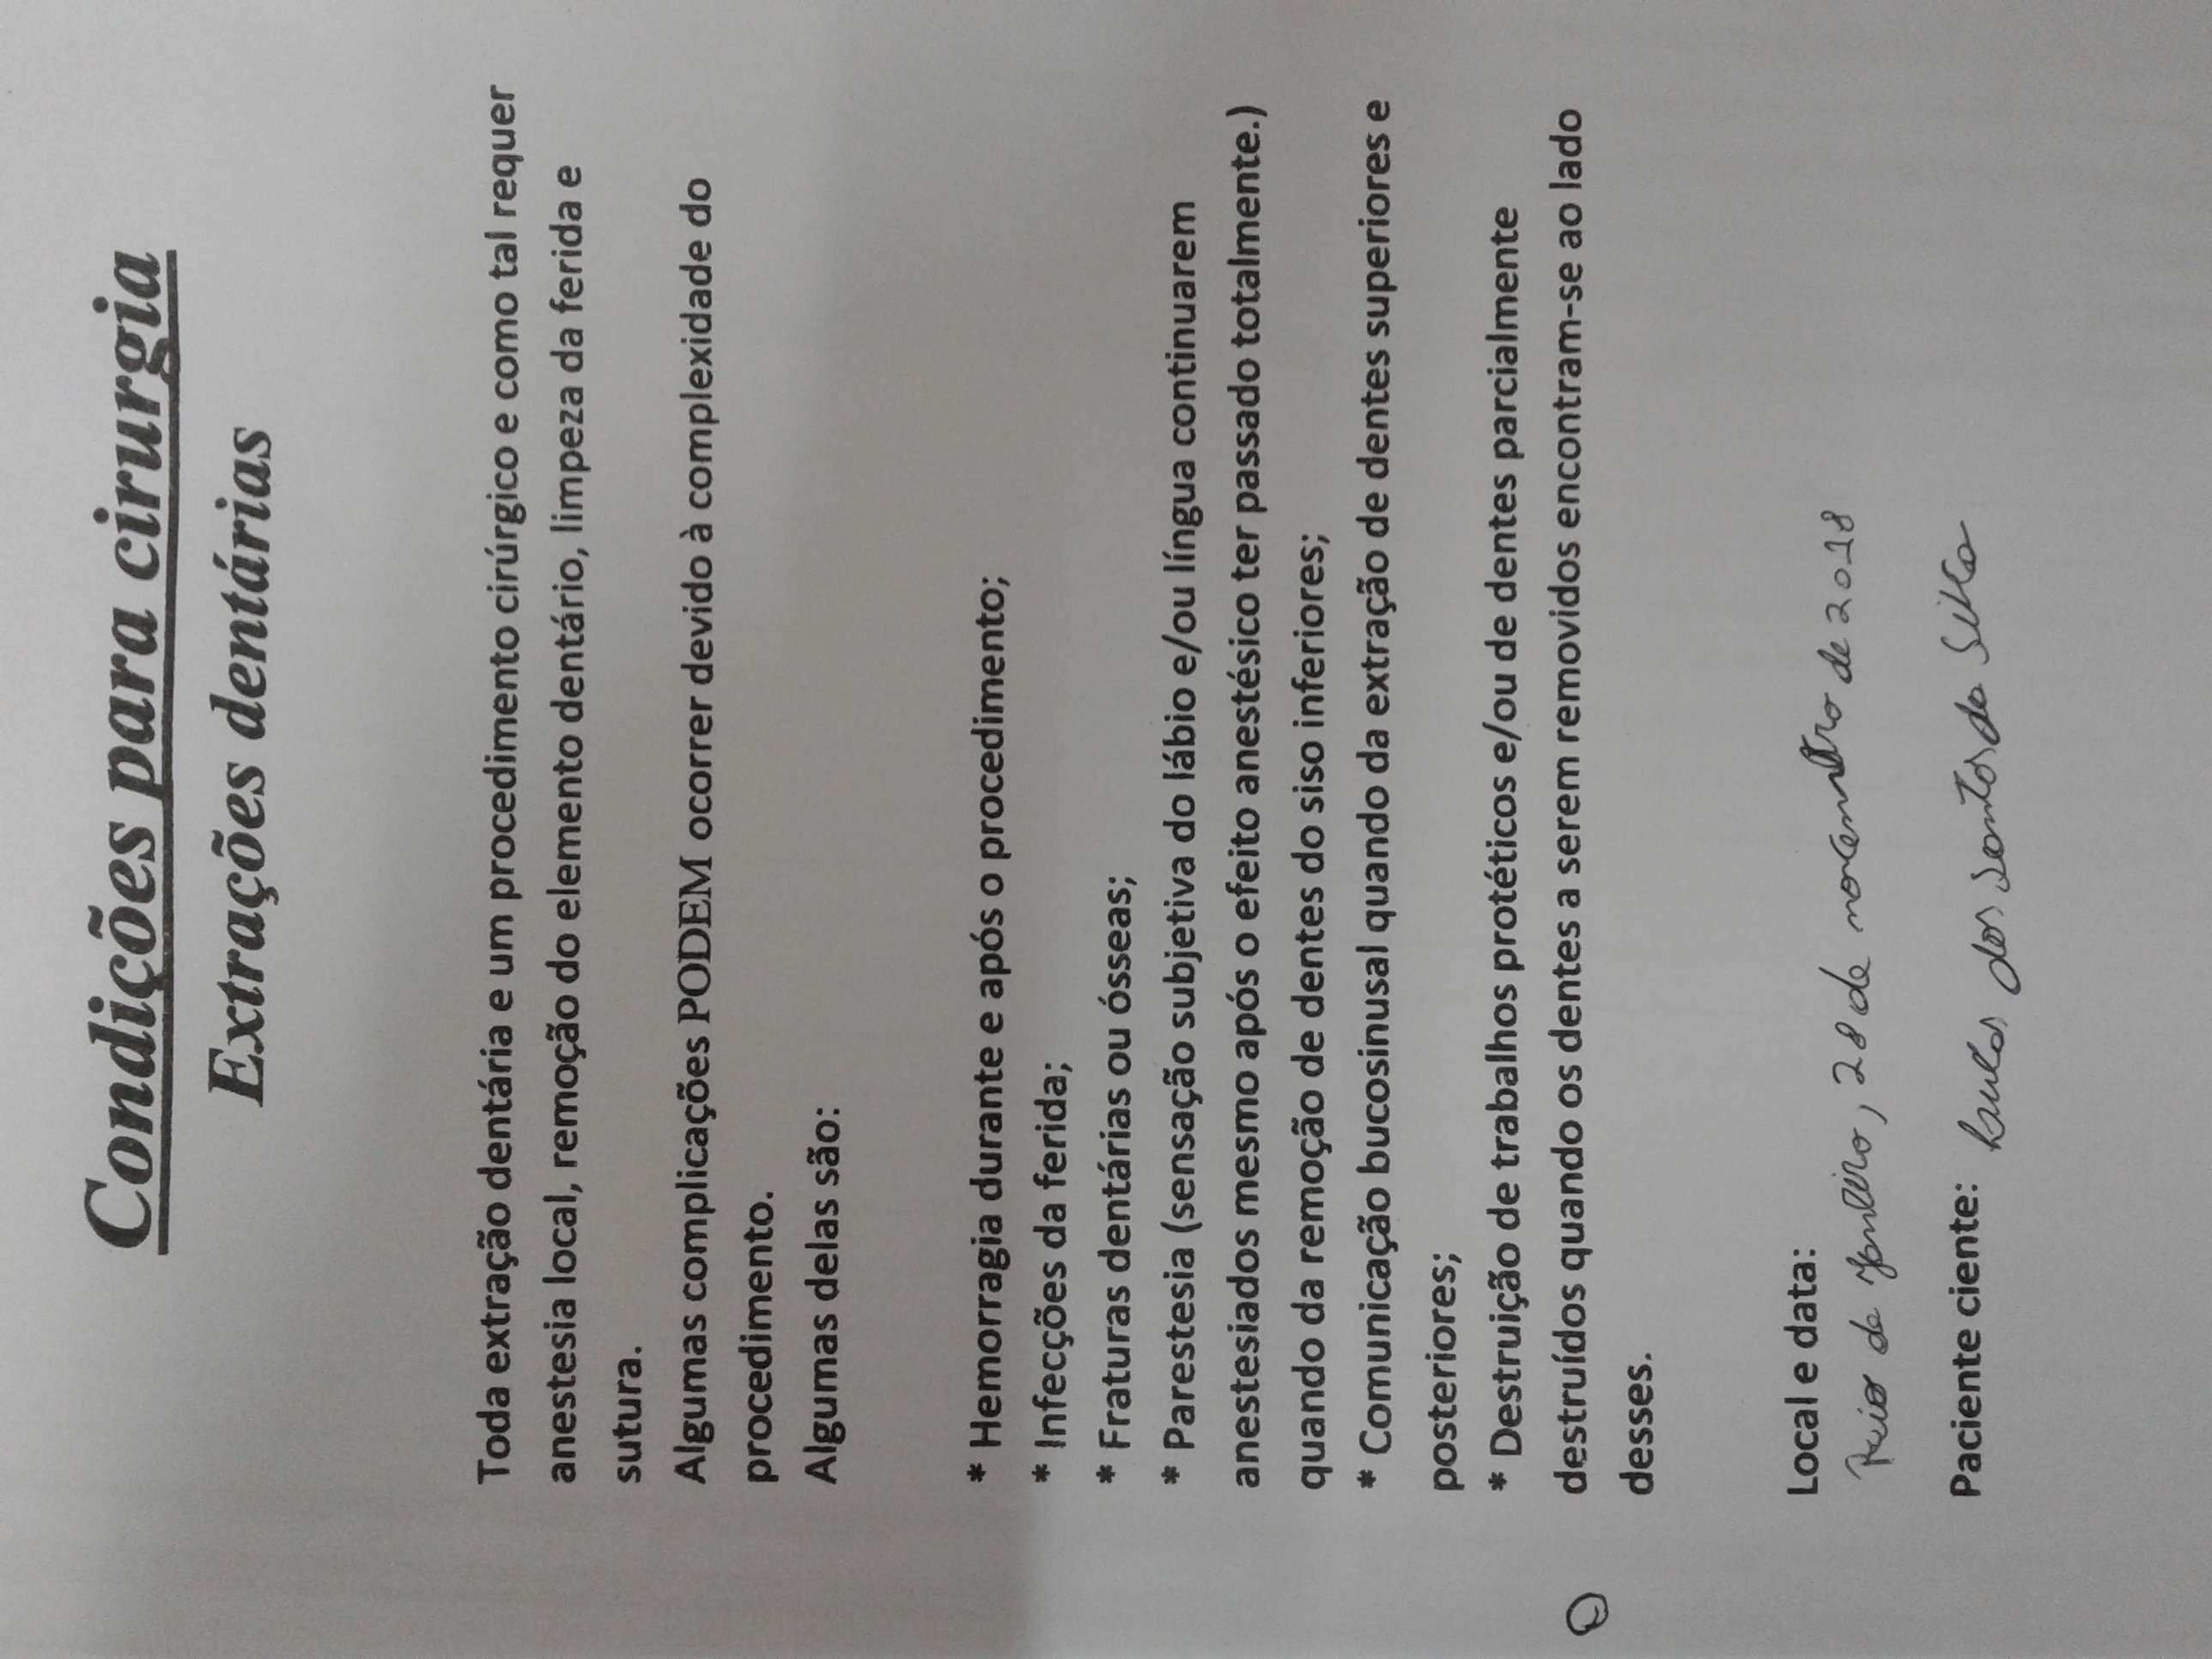 Condições para cirurgia
Extrações dentárias
Toda extração dentária e um procedimento cirúrgico e como tal requer
anestesia local, remoção do elemento dentário, limpeza da ferida e
sutura.
Algumas complicações PODEM ocorrer devido à complexidade do
procedimento.
Algumas delas são:
* Hemorragia durante e após o procedimento;
* Infecções da ferida;
* Fraturas dentárias ou ósseas;
* Parestesia (sensação subjetiva do lábio e/ou língua continuarem
anestesiados mesmo após o efeito anestésico ter passado totalmente.)
quando da remoção de dentes do siso inferiores;
* Comunicação bucosinusal quando da extração de dentes superiores e
posteriores;
* Destruição de trabalhos protéticos e/ou de dentes parcialmente
destruídos quando os dentes a serem removidos encontram-se ao lado
desses.
Local e data:
de Janeiro, 28 de novembro de 2018
Paciente ciente: dos santos da Silva